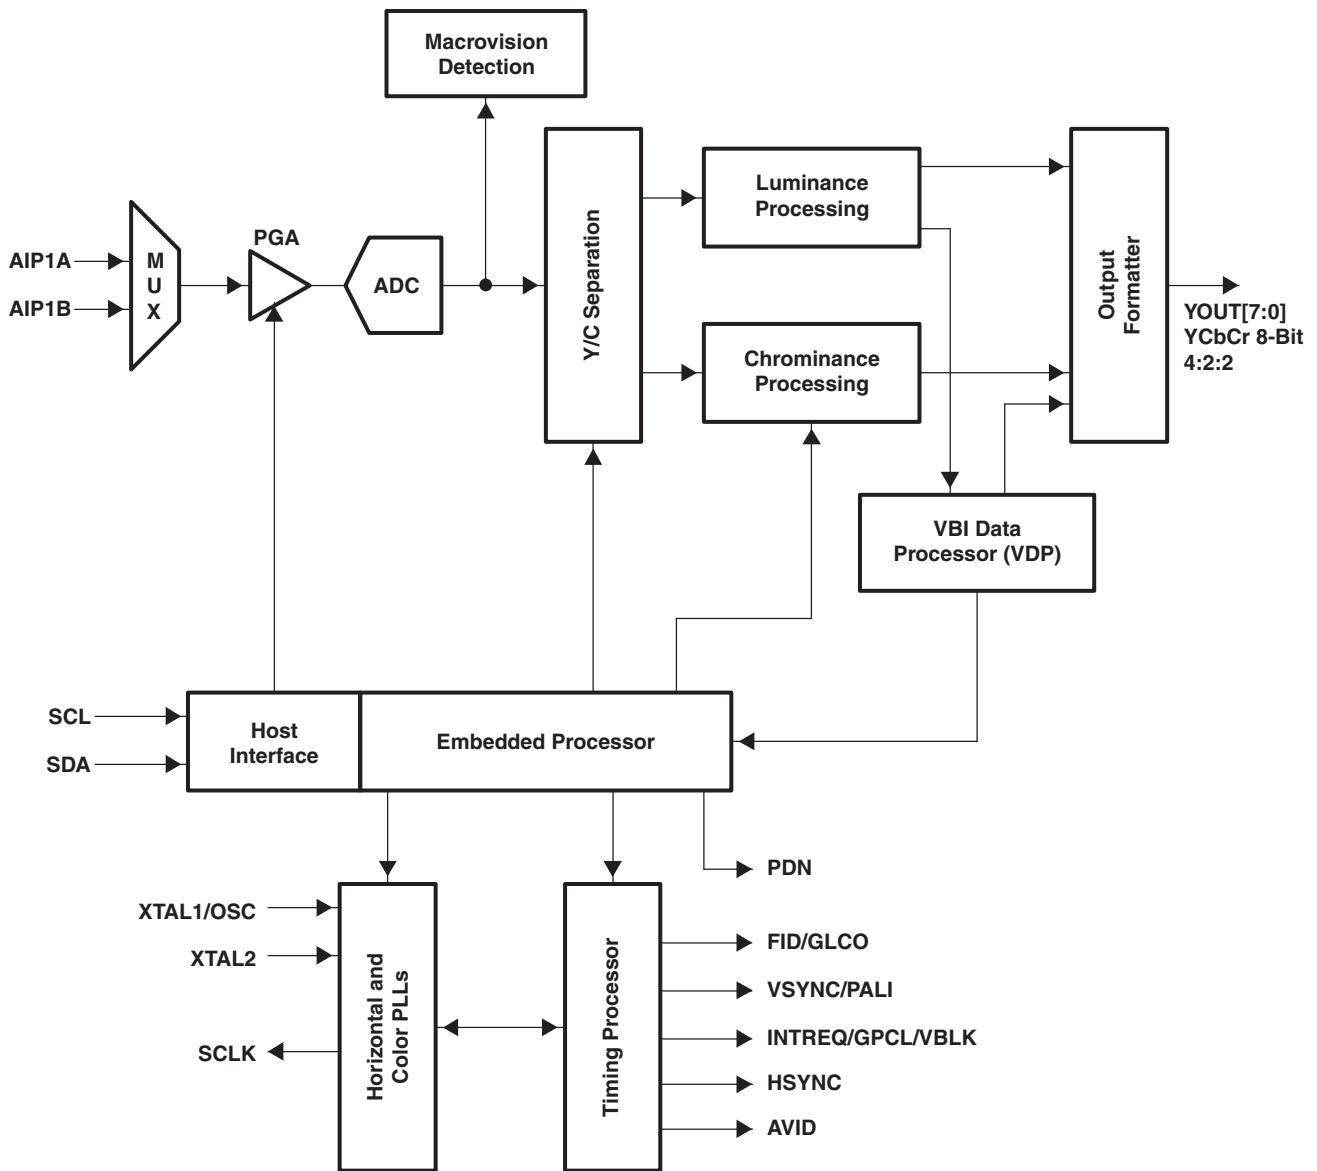 Macrovision
Detection
PGA
AIP1A
AIP1B
M
U
X
ADC
Y/C Separation
Luminance
Processing
Chrominance
Processing
Output
Formatter
YOUT[7:0]
YCbCr 8-Bit
4:2:2
VBI Data
Processor (VDP)
SCL
SDA
Host
Interface
Embedded Processor
XTAL1/OSC
XTAL2
SCLK
Horizontal and
Color PLLs
Timing Processor
PDN
FID/GLCO
VSYNC/PALI
INTREQ/GPCL/VBLK
HSYNC
AVID